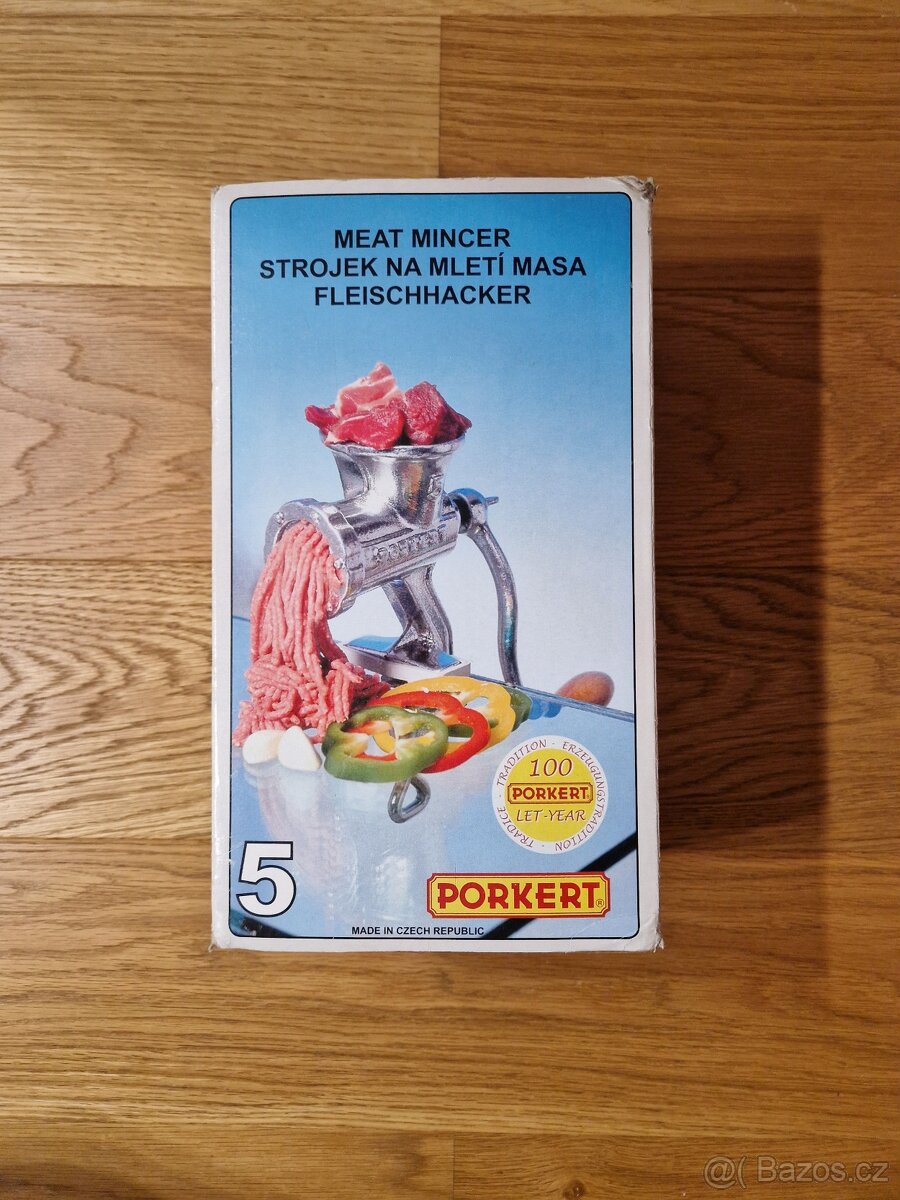 MEAT MINCER
STROJEK NA MLETÍ MASA
FLEISCHHACKER
PORKERT
TRADICE · TRADITION · ERZEUGUNGSTRADITION ·
100
PORKERT
LET-YEAR
5
PORKERT®
MADE IN CZECH REPUBLIC
@( Bazos.cz